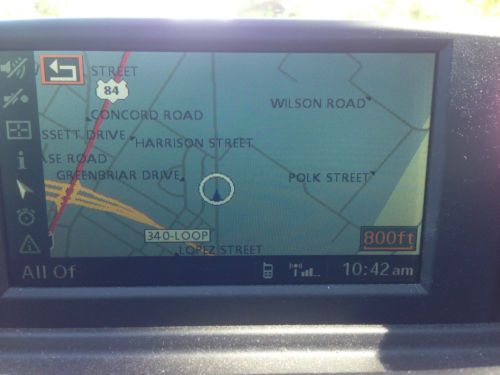 STREET
84
CONCORD ROAD
WILSON ROAD
SSETT DRIVE
HARRISON STREET
ASE ROAD
GREENBRIAR DRIVE
POLK STREET
340-LOOP
800ft
LOPEZ STREET
All Of
10:42 am